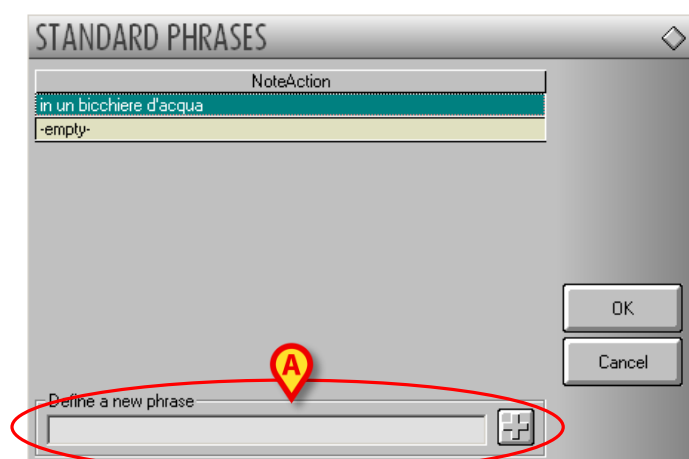 STANDARD PHRASES
NoteAction
in un bicchiere d'acqua
-empty-
OK
Cancel
A
Define a new phrase